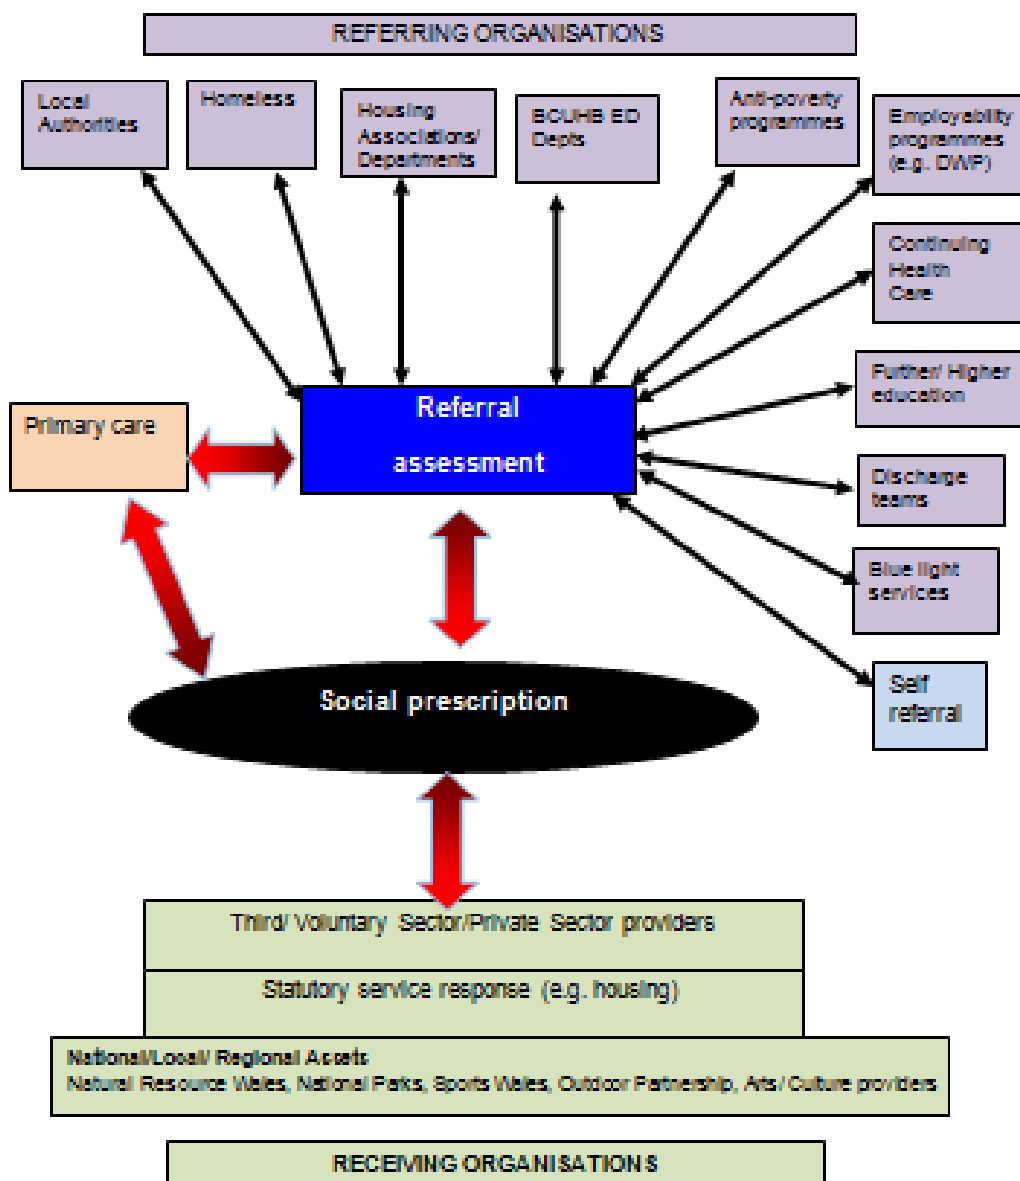 REFERRING ORGANISATIONS
Local
Authorities
Homeless
Housing
Associations/
Departments
BCUHB ED
Depts
Anti-poverty
programmes
Employability
programmes
(e.g. DWP)
Continuing
Health
Care
Further/ Higher
education
Discharge
teams
Blue light
services
Self
referral
Primary care
Referral
assessment
Social prescription
Third/ Voluntary Sector/Private Sector providers
Statutory service response (e.g. housing)
National/Local/ Regional Assets
Natural Resource Wales, National Parks, Sports Wales, Outdoor Partnership, Arts/ Culture providers
RECEIVING ORGANISATIONS